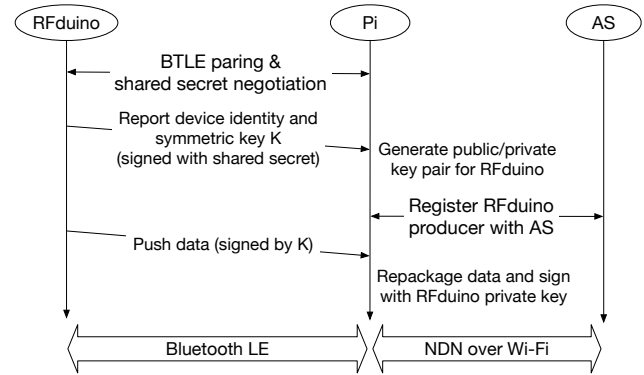 RFduino
Pi
AS
BTLE paring &
shared secret negotiation
Report device identity and
symmetric key K
(signed with shared secret)
Generate public/private
key pair for RFduino
Register RFduino
producer with AS
Push data (signed by K)
Repackage data and sign
with RFduino private key
Bluetooth LE
NDN over Wi-Fi